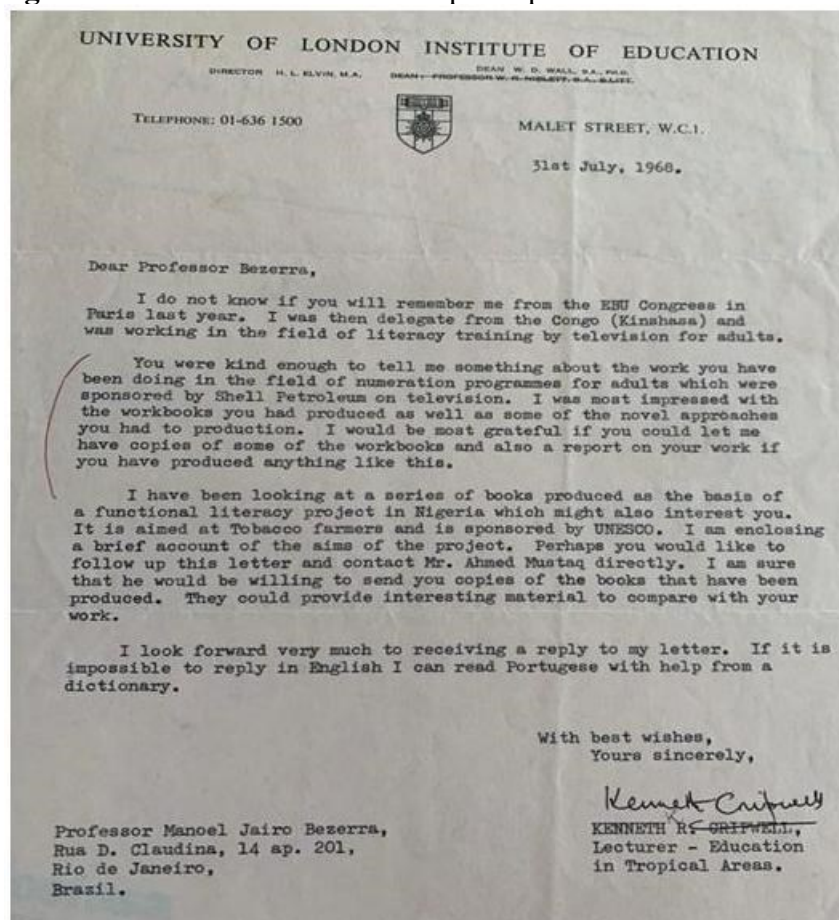 UNIVERSITY OF LONDON INSTITUTE OF EDUCATION
DIRECTOR H. L. ELVIN, M.A.
DEAN W. D. WALL, B.A., PH.D.
DEAN: PROFESSOR W. R. NIBLETT, B.A., B.LITT.
TELEPHONE: 01-636 1500
MALET STREET, W.C.1.
31st July, 1968.
Dear Professor Bezerra,
I do not know if you will remember me from the EBU Congress in
Paris last year. I was then delegate from the Congo (Kinshasa) and
was working in the field of literacy training by television for adults.
You were kind enough to tell me something about the work you have
been doing in the field of numeration programmes for adults which were
sponsored by Shell Petroleum on television. I was most impressed with
the workbooks you had produced as well as some of the novel approaches
you had to production. I would be most grateful if you could let me
have copies of some of the workbooks and also a report on your work if
you have produced anything like this.
I have been looking at a series of books produced as the basis of
a functional literacy project in Nigeria which might also interest you.
It is aimed at Tobacco farmers and is sponsored by UNESCO. I am enclosing
a brief account of the aims of the project. Perhaps you would like to
follow up this letter and contact Mr. Ahmed Mustaq directly. I am sure
that he would be willing to send you copies of the books that have been
produced. They could provide interesting material to compare with your
work.
I look forward very much to receiving a reply to my letter. If it is
impossible to reply in English I can read Portugese with help from a
dictionary.
With best wishes,
Yours sincerely,
Kenneth Cripwell
KENNETH R. CRIPWELL,
Lecturer - Education
in Tropical Areas.
Professor Manoel Jairo Bezerra,
Rua D. Claudina, 14 ap. 201,
Rio de Janeiro,
Brazil.